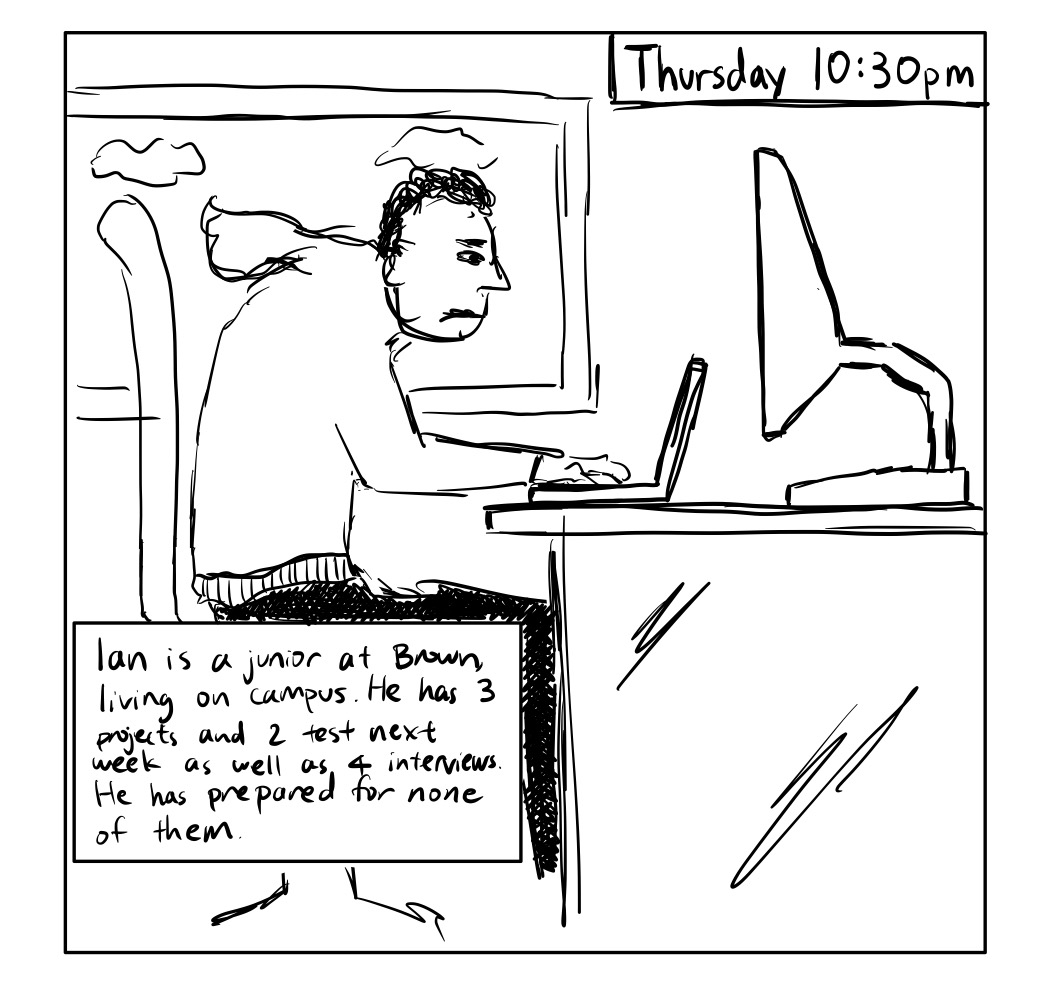 Thursday 10:30pm
Ian is a junior at Brown,
living on campus. He has 3
projects and 2 test next
week as well as 4 interviews.
He has prepared for none
of them.